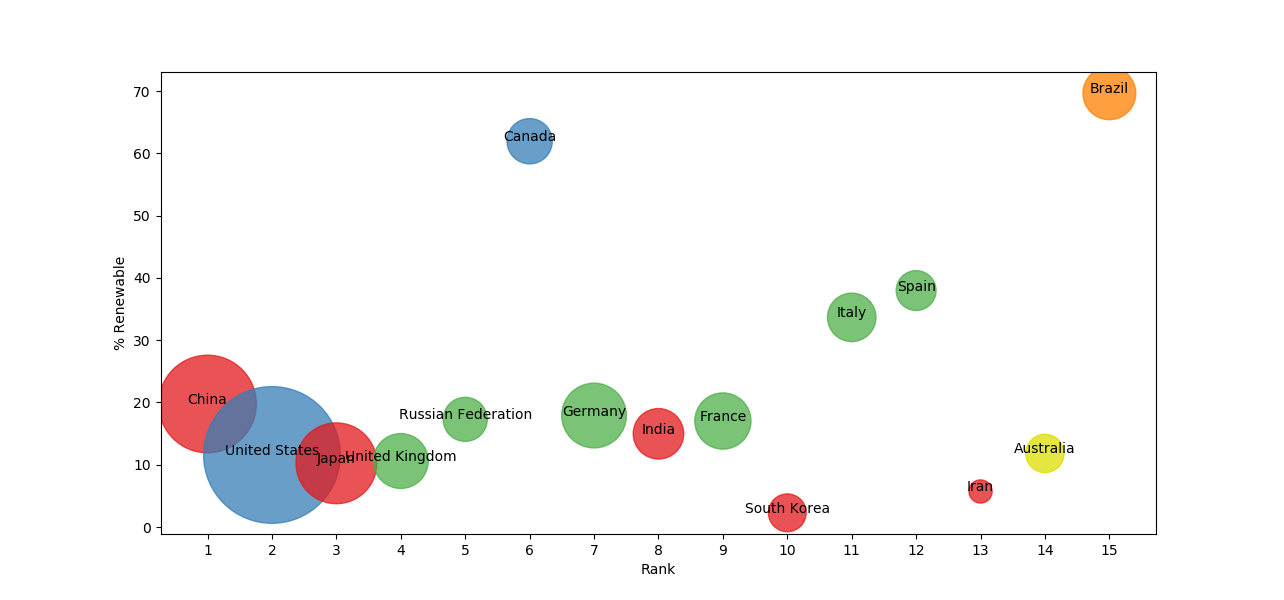 70
60
50
40
30
20
10
0
% Renewable
Brazil
Canada
Spain
Italy
China
Russian Federation
Germany
France
India
United States
Japan
United Kingdom
Australia
Iran
South Korea
1 2 3 4 5 6 7 8 9 10 11 12 13 14 15
Rank